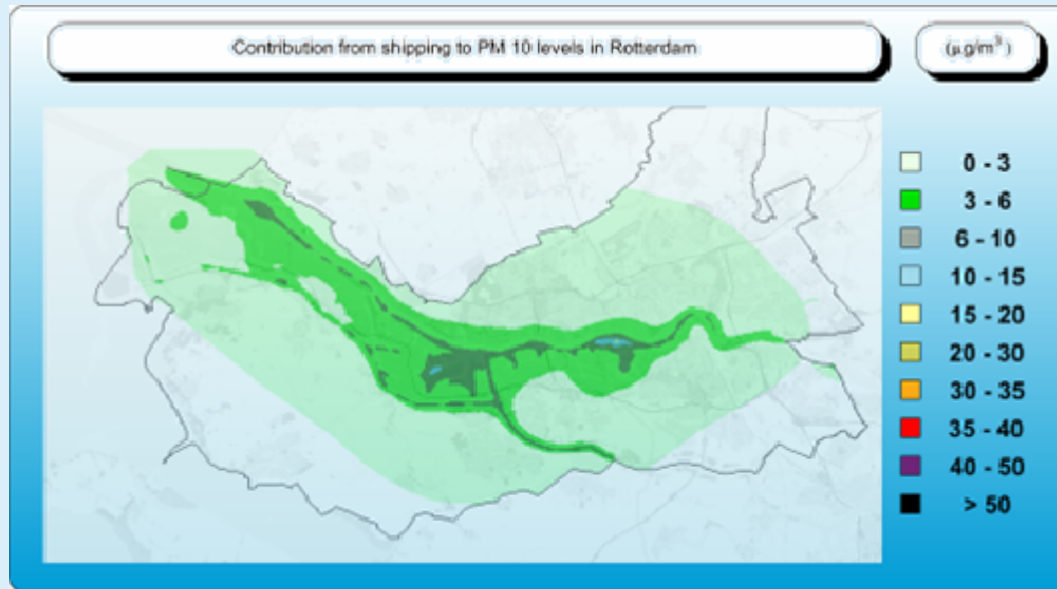 Contribution from shipping to PM 10 levels in Rotterdam
(μg/m³)
0 - 3
3 - 6
6 - 10
10 - 15
15 - 20
20 - 30
30 - 35
35 - 40
40 - 50
> 50